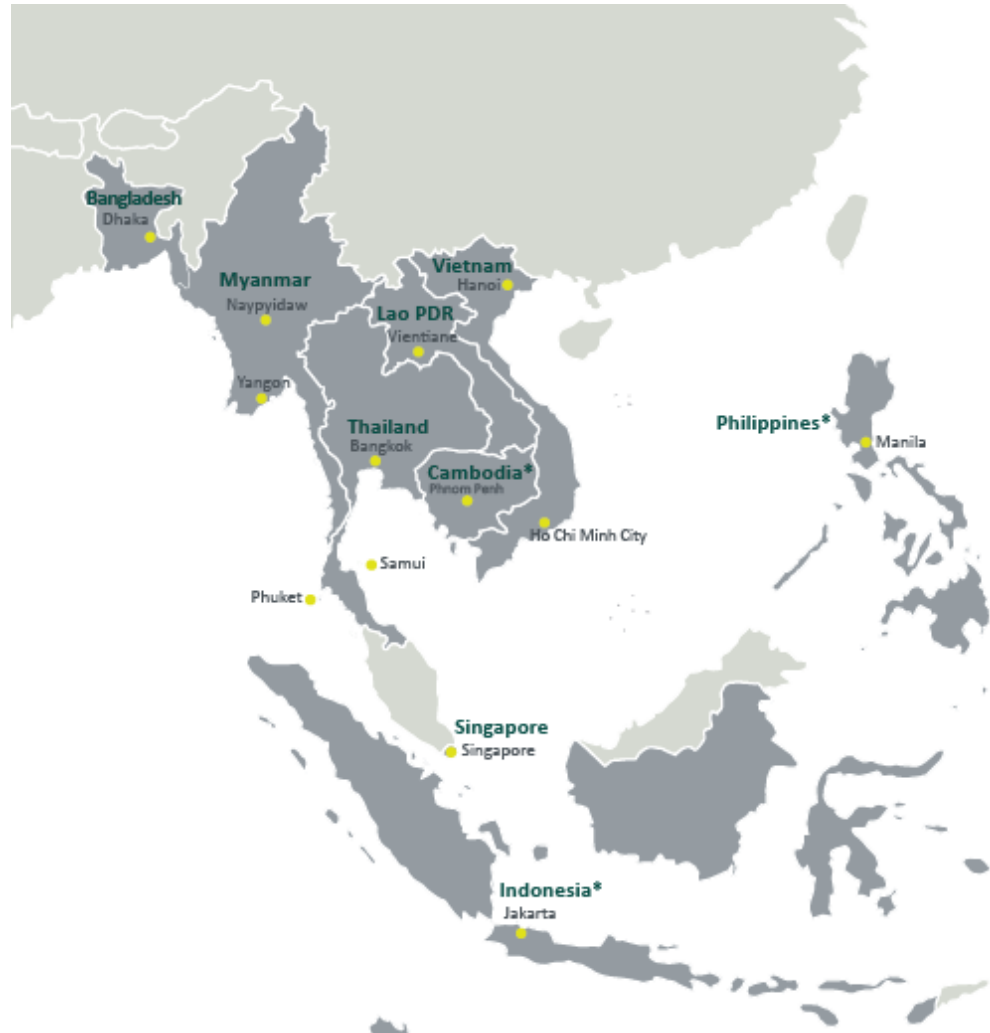 Bangladesh
Dhaka
Myanmar
Naypyidaw
Yangon
Vietnam
Hanoi
Lao PDR
Vientiane
Thailand
Bangkok
Cambodia*
Phnom Penh
Ho Chi Minh City
Samui
Phuket
Philippines*
Manila
Singapore
Singapore
Indonesia*
Jakarta